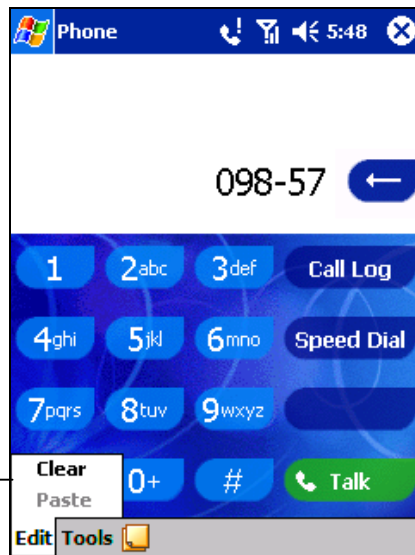 Phone 5:48
098-57
1 2abc 3def Call Log
4ghi 5jkl 6mno Speed Dial
7pqrs 8tuv 9wxyz
Clear
Paste
0+ # Talk
Edit Tools